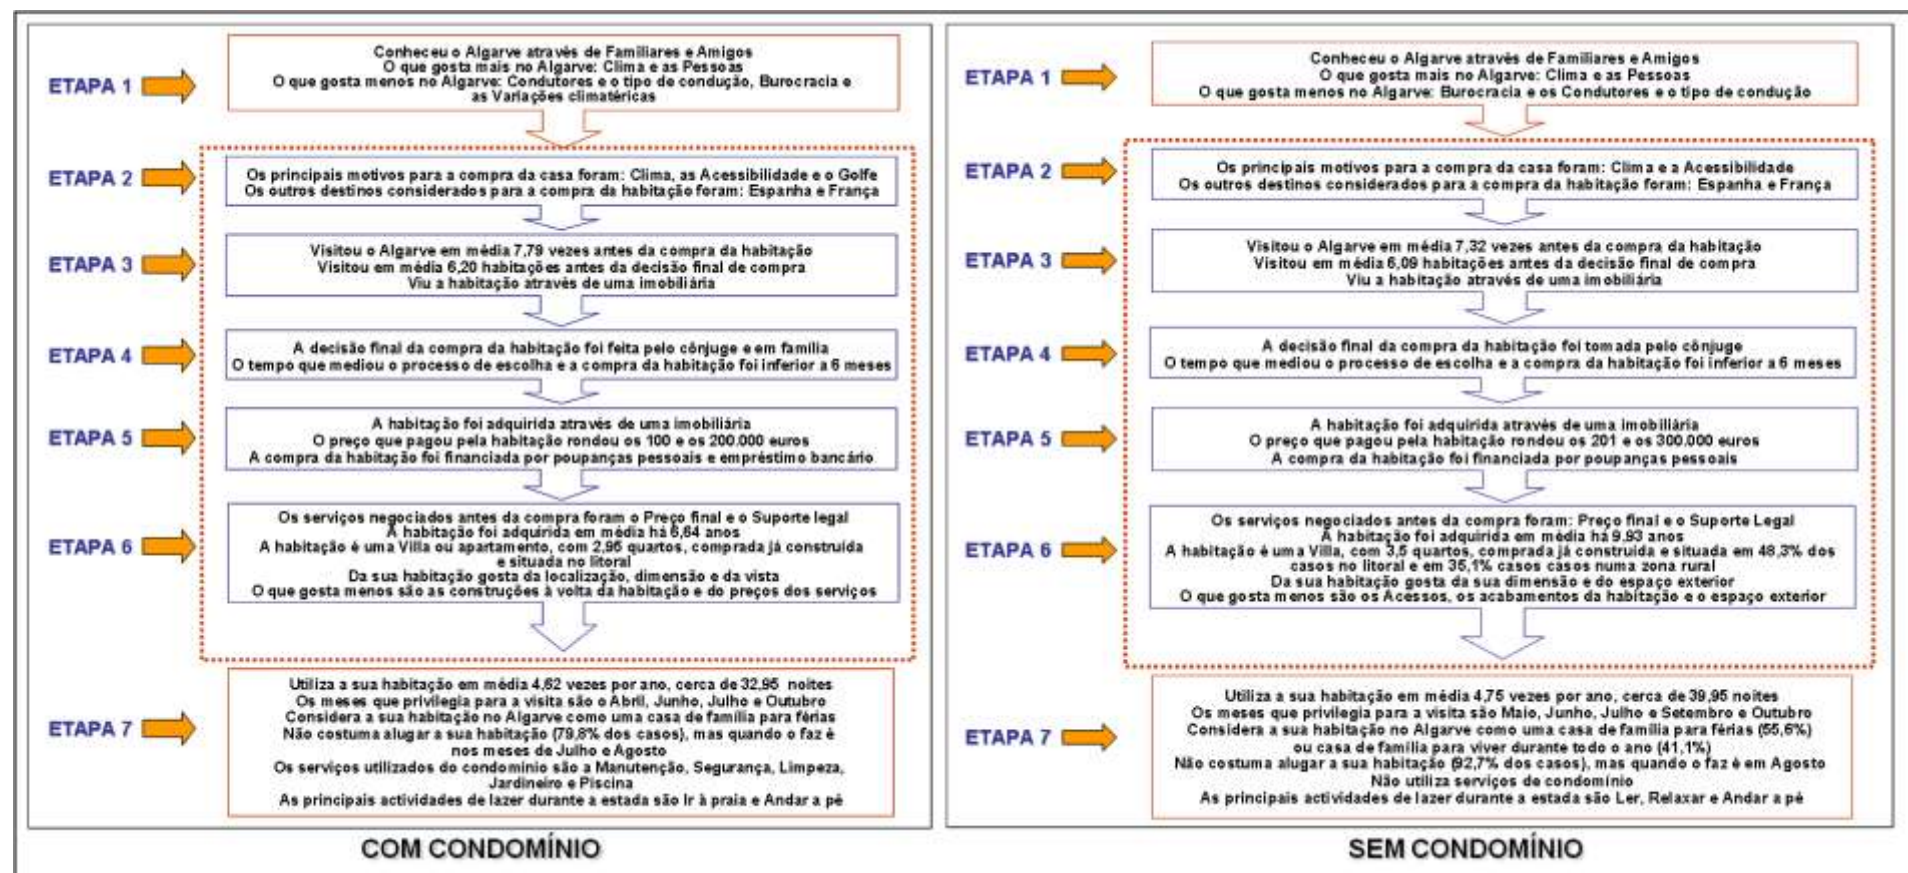 ETAPA 1
Conheceu o Algarve através de Familiares e Amigos
O que gosta mais no Algarve: Clima e as Pessoas
O que gosta menos no Algarve: Condutores e o tipo de condução, Burocracia e
as Variações climatéricas
ETAPA 2
Os principais motivos para a compra da casa foram: Clima, as Acessibilidade e o Golfe
Os outros destinos considerados para a compra da habitação foram: Espanha e França
ETAPA 3
Visitou o Algarve em média 7,79 vezes antes da compra da habitação
Visitou em média 6,20 habitações antes da decisão final de compra
Viu a habitação através de uma imobiliária
ETAPA 4
A decisão final da compra da habitação foi feita pelo cônjuge e em família
O tempo que mediou o processo de escolha e a compra da habitação foi inferior a 6 meses
ETAPA 5
A habitação foi adquirida através de uma imobiliária
O preço que pagou pela habitação rondou os 100 e os 200.000 euros
A compra da habitação foi financiada por poupanças pessoais e empréstimo bancário
ETAPA 6
Os serviços negociados antes da compra foram o Preço final e o Suporte legal
A habitação foi adquirida em média há 6,64 anos
A habitação é uma Villa ou apartamento, com 2,95 quartos, comprada já construída
e situada no litoral
Da sua habitação gosta da localização, dimensão e da vista
O que gosta menos são as construções à volta da habitação e do preços dos serviços
ETAPA 7
Utiliza a sua habitação em média 4,62 vezes por ano, cerca de 32,95 noites
Os meses que privilegia para a visita são o Abril, Junho, Julho e Outubro
Considera a sua habitação no Algarve como uma casa de família para férias
Não costuma alugar a sua habitação (79,8% dos casos), mas quando o faz é
nos meses de Julho e Agosto
Os serviços utilizados do condomínio são a Manutenção, Segurança, Limpeza,
Jardineiro e Piscina
As principais actividades de lazer durante a estada são Ir à praia e Andar a pé
COM CONDOMÍNIO
ETAPA 1
Conheceu o Algarve através de Familiares e Amigos
O que gosta mais no Algarve: Clima e as Pessoas
O que gosta menos no Algarve: Burocracia e os Condutores e o tipo de condução
ETAPA 2
Os principais motivos para a compra da casa foram: Clima e a Acessibilidade
Os outros destinos considerados para a compra da habitação foram: Espanha e França
ETAPA 3
Visitou o Algarve em média 7,32 vezes antes da compra da habitação
Visitou em média 6,09 habitações antes da decisão final de compra
Viu a habitação através de uma imobiliária
ETAPA 4
A decisão final da compra da habitação foi tomada pelo cônjuge
O tempo que mediou o processo de escolha e a compra da habitação foi inferior a 6 meses
ETAPA 5
A habitação foi adquirida através de uma imobiliária
O preço que pagou pela habitação rondou os 201 e os 300.000 euros
A compra da habitação foi financiada por poupanças pessoais
ETAPA 6
Os serviços negociados antes da compra foram: Preço final e o Suporte Legal
A habitação foi adquirida em média há 9,93 anos
A habitação é uma Villa, com 3,5 quartos, comprada já construída e situada em 48,3% dos
casos no litoral e em 35,1% casos casos numa zona rural
Da sua habitação gosta da sua dimensão e do espaço exterior
O que gosta menos são os Acessos, os acabamentos da habitação e o espaço exterior
ETAPA 7
Utiliza a sua habitação em média 4,75 vezes por ano, cerca de 39,95 noites
Os meses que privilegia para a visita são Maio, Junho, Julho e Setembro e Outubro
Considera a sua habitação no Algarve como uma casa de família para férias (55,6%)
ou casa de família para viver durante todo o ano (41,1%)
Não costuma alugar a sua habitação (92,7% dos casos), mas quando o faz é em Agosto
Não utiliza serviços de condomínio
As principais actividades de lazer durante a estada são Ler, Relaxar e Andar a pé
SEM CONDOMÍNIO